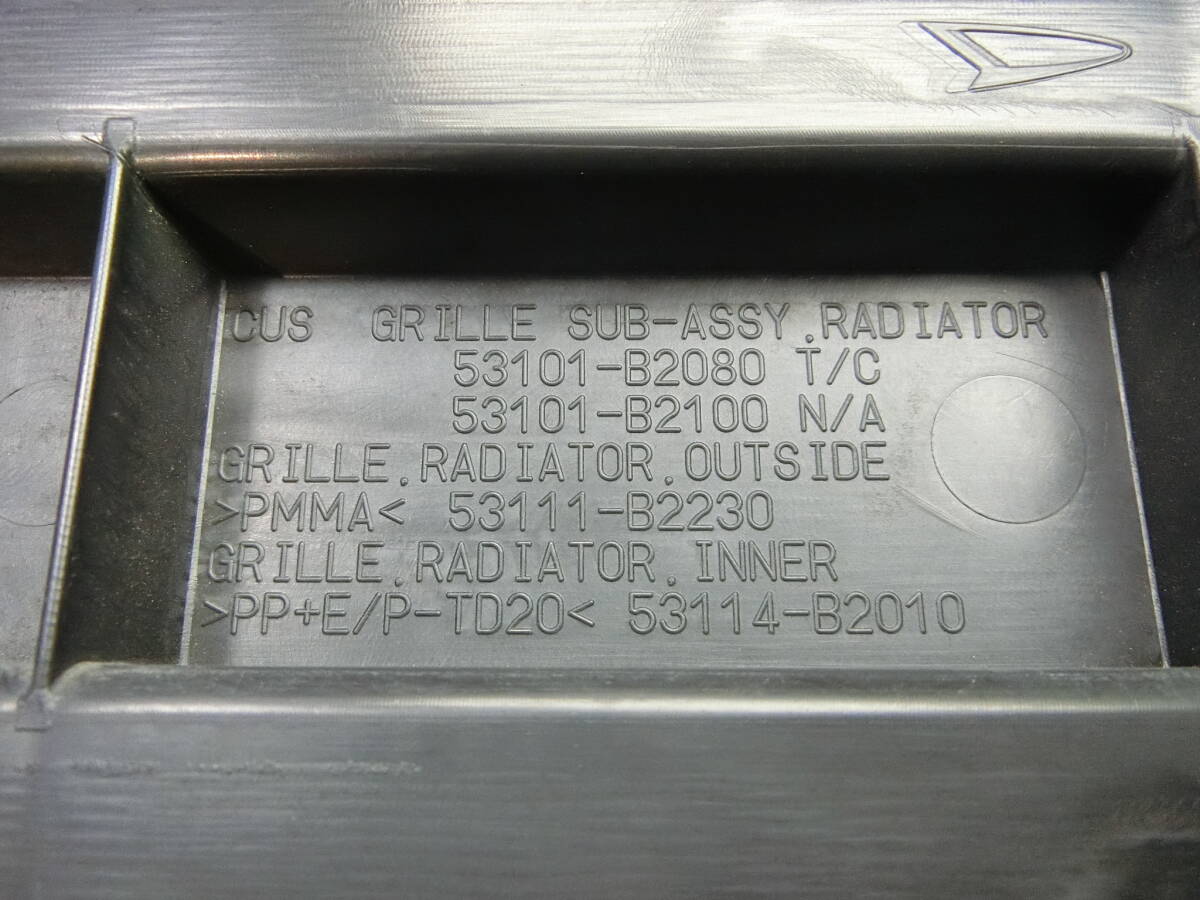 CUS GRILLE SUB-ASSY,RADIATOR
53101-B2080 T/C
53101-B2100 N/A
GRILLE,RADIATOR,OUTSIDE
>PMMA< 53111-B2230
GRILLE,RADIATOR,INNER
>PP+E/P-TD20< 53114-B2010